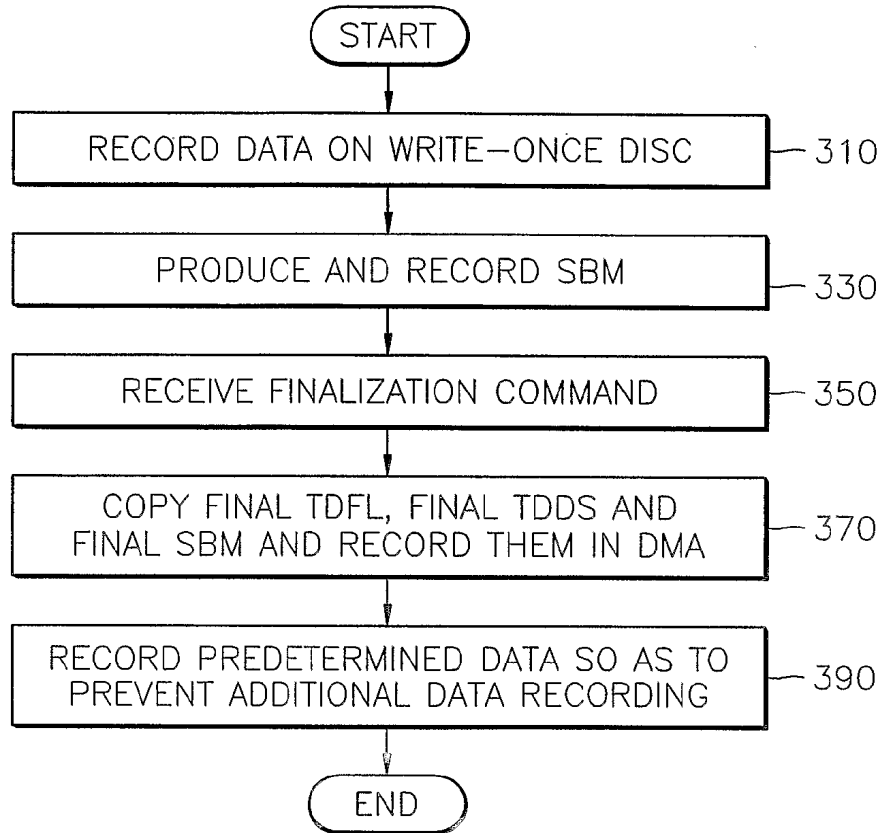 START
RECORD DATA ON WRITE-ONCE DISC
310
PRODUCE AND RECORD SBM
330
RECEIVE FINALIZATION COMMAND
350
COPY FINAL TDFL, FINAL TDDS AND
FINAL SBM AND RECORD THEM IN DMA
370
RECORD PREDETERMINED DATA SO AS TO
PREVENT ADDITIONAL DATA RECORDING
390
END